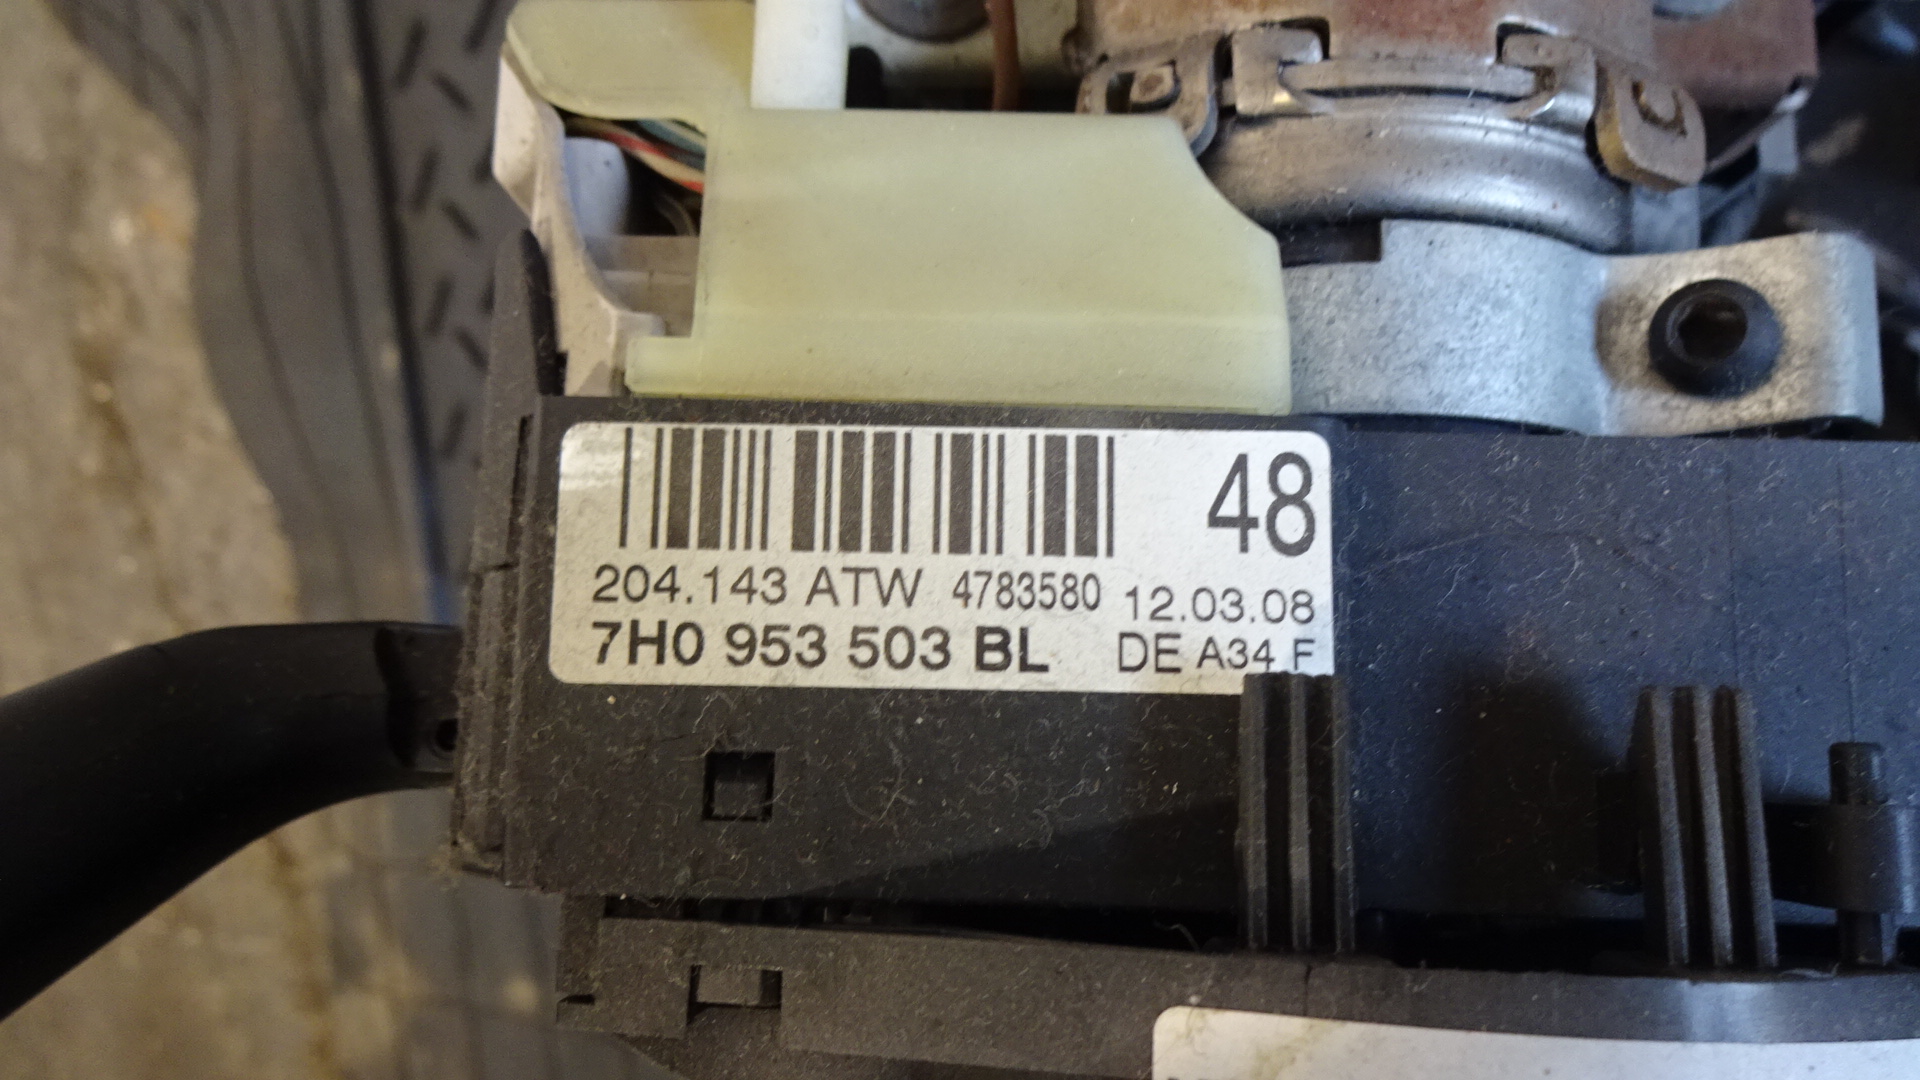 48
204.143 ATW 4783580 12.03.08
7H0 953 503 BL DE A34 F